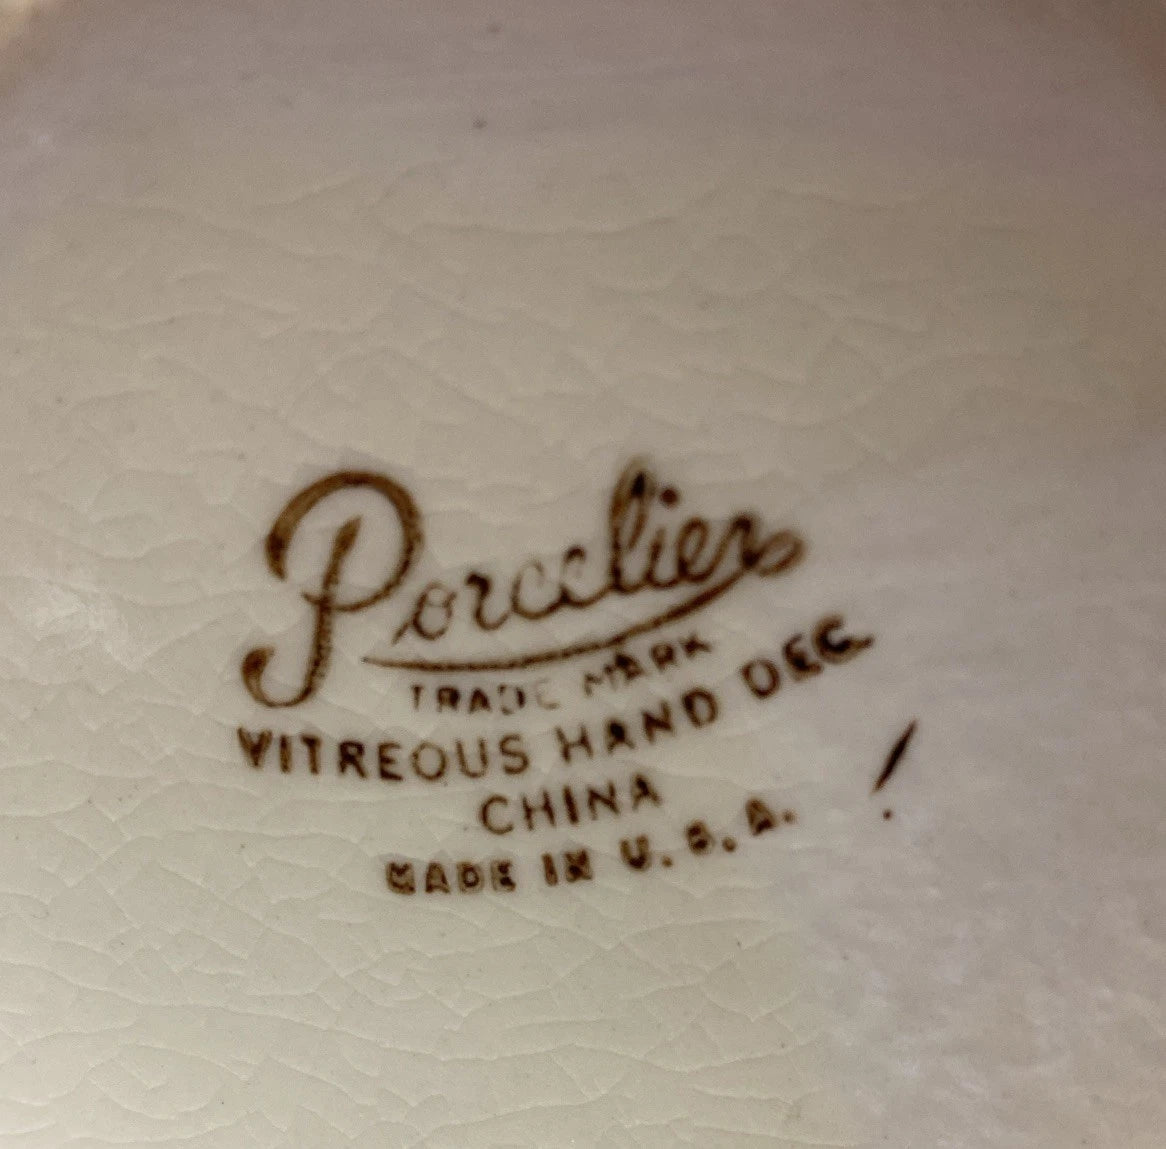 Porcelier
TRADE MARK
VITREOUS HAND DEC.
CHINA
MADE IN U.S.A.